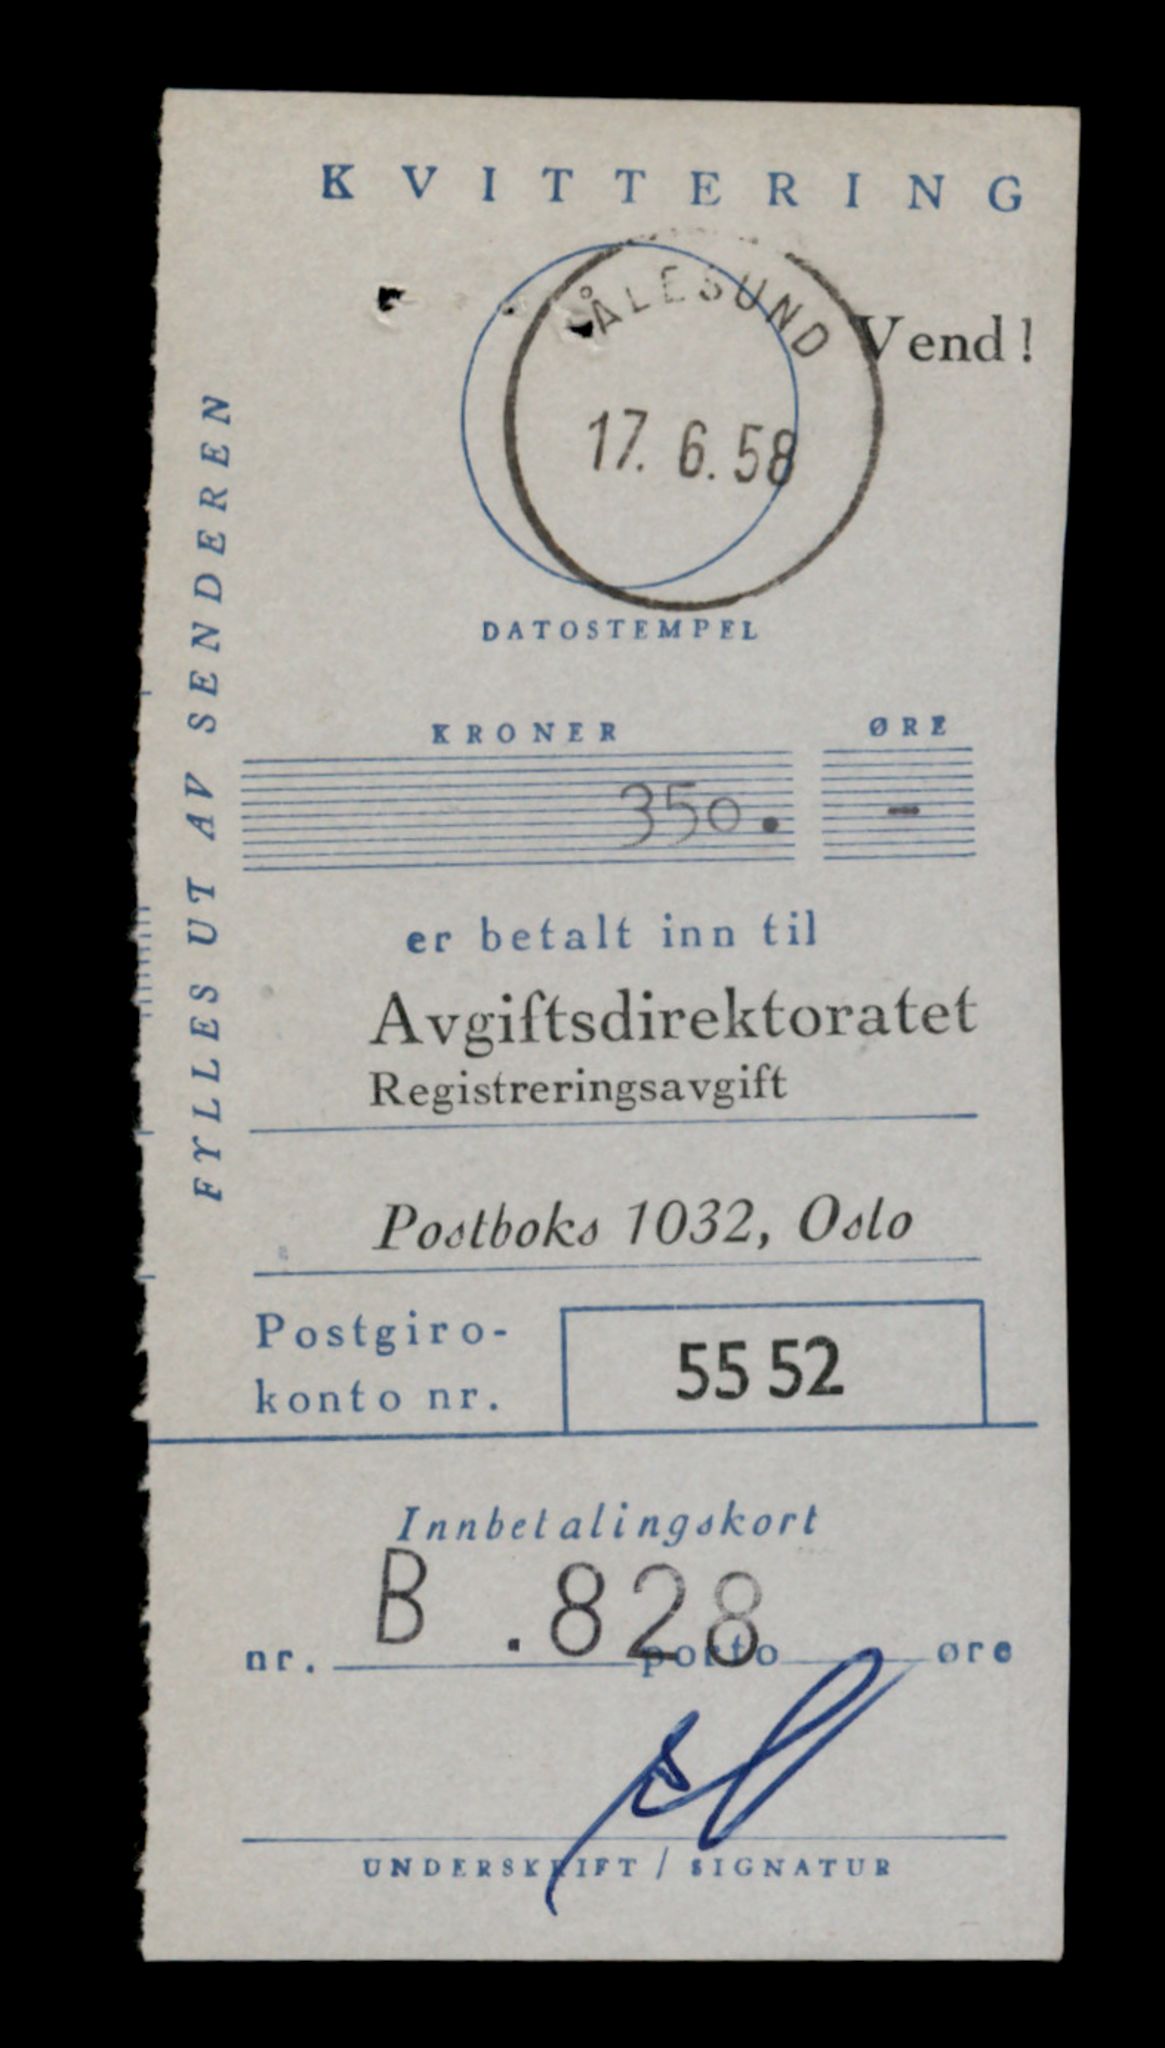 KVITTERING
ÅLESUND
Vend!
17. 6. 58
DATOSTEMPEL
FYLLES UT AV SENDEREN
KRONER ØRE
350. -
er betalt inn til
Avgiftsdirektoratet
Registreringsavgift
Postboks 1032, Oslo
Postgiro-
konto nr. 55 52
Innbetalingskort
B .828
nr. porto øre
UNDERSKRIFT / SIGNATUR